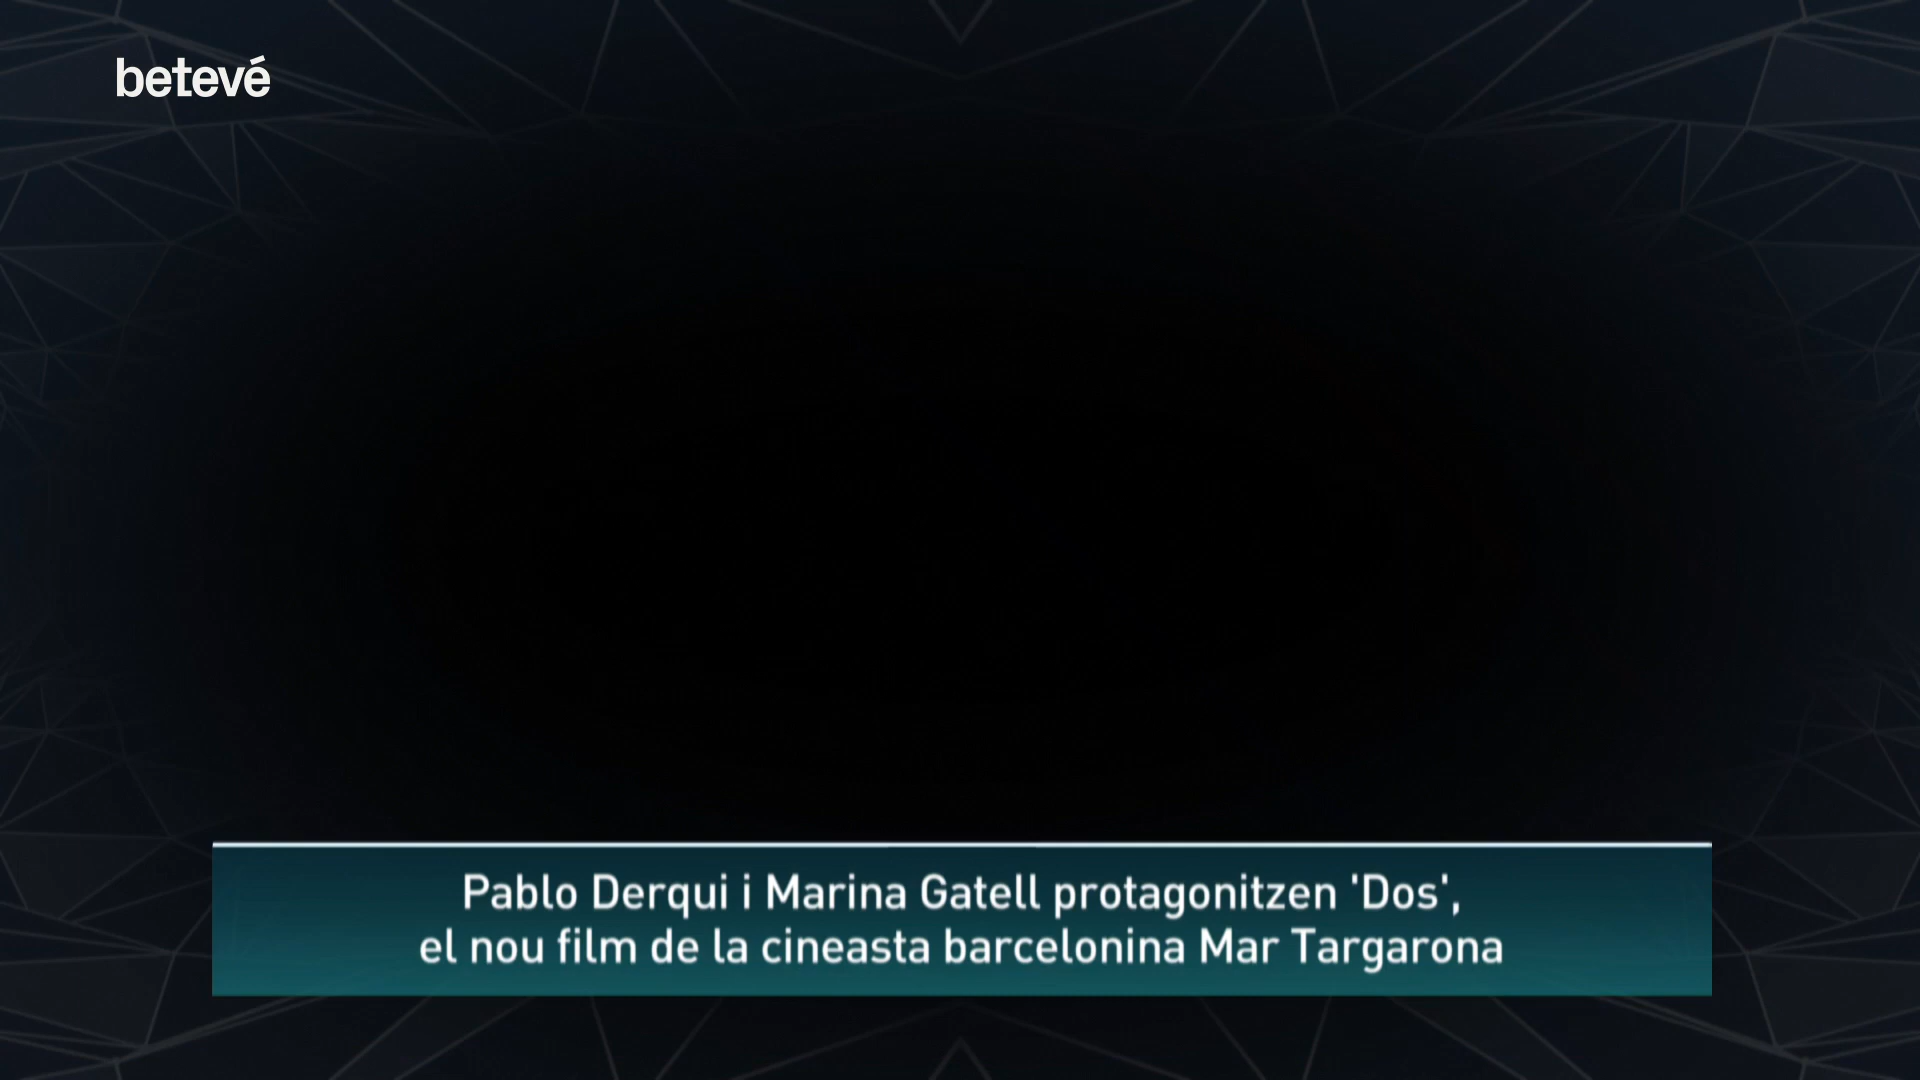 betevé
Pablo Derqui i Marina Gatell protagonitzen 'Dos',
el nou film de la cineasta barcelonina Mar Targarona